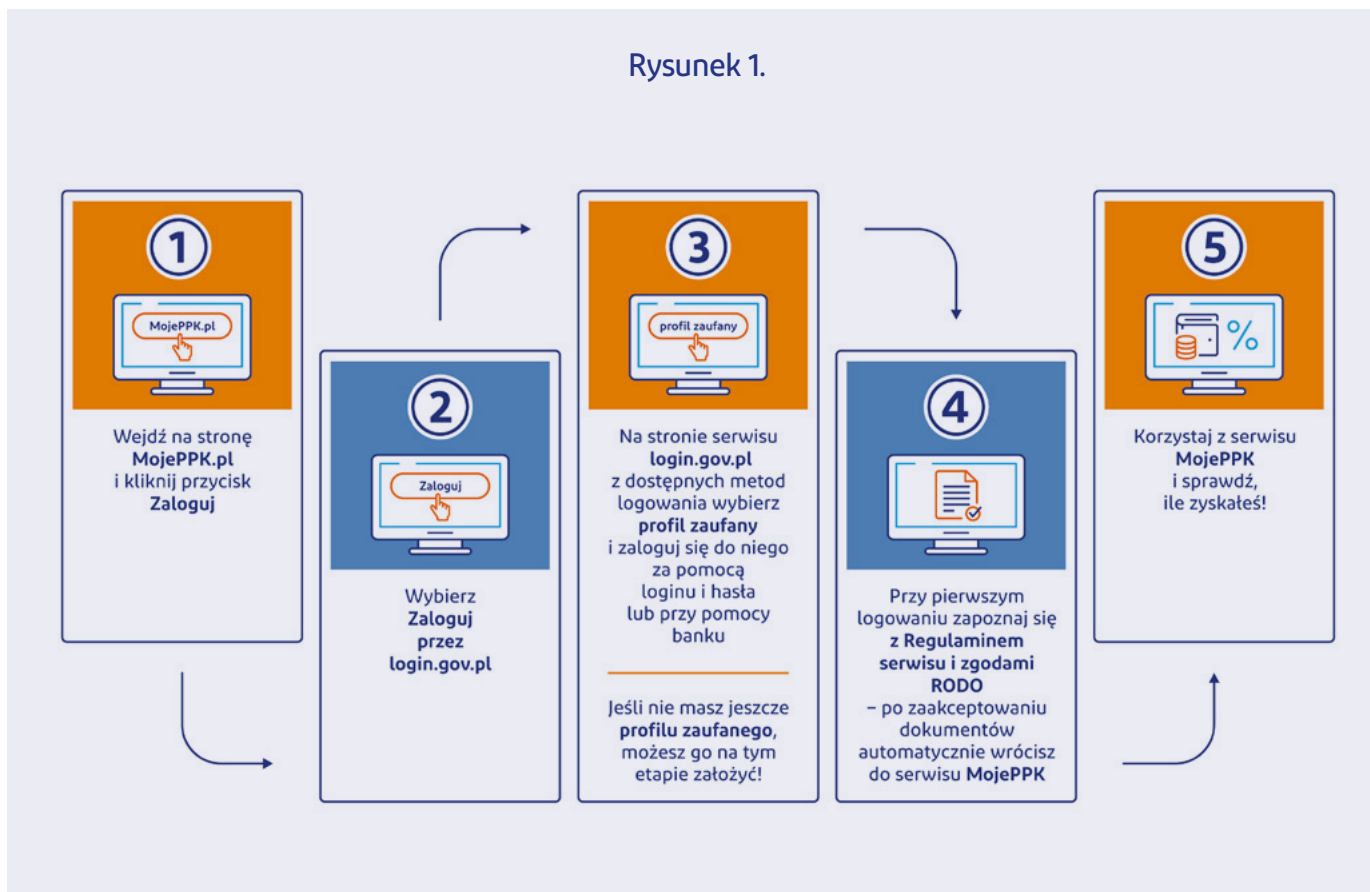 Rysunek 1.
1
MojePPK.pl
Wejdź na stronę
MojePPK.pl
i kliknij przycisk
Zaloguj
2
Zaloguj
Wybierz
Zaloguj
przez
login.gov.pl
3
profil zaufany
Na stronie serwisu
login.gov.pl
z dostępnych metod
logowania wybierz
profil zaufany
i zaloguj się do niego
za pomocą
loginu i hasła
lub przy pomocy
banku
Jeśli nie masz jeszcze
profilu zaufanego,
możesz go na tym
etapie założyć!
4
Przy pierwszym
logowaniu zapoznaj się
z Regulaminem
serwisu i zgodami
RODO
– po zaakceptowaniu
dokumentów
automatycznie wrócisz
do serwisu MojePPK
5
%
Korzystaj z serwisu
MojePPK
i sprawdź,
ile zyskałeś!